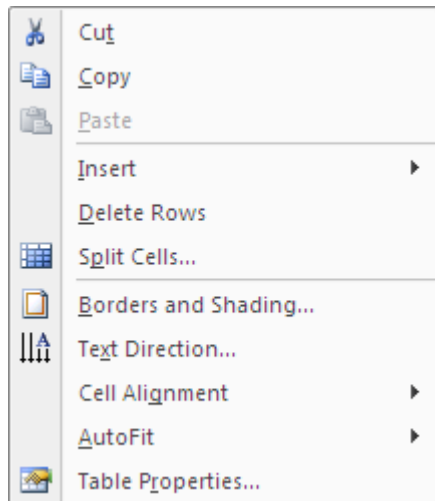 Cut
Copy
Paste
Insert
Delete Rows
Split Cells...
Borders and Shading...
Text Direction...
Cell Alignment
AutoFit
Table Properties...